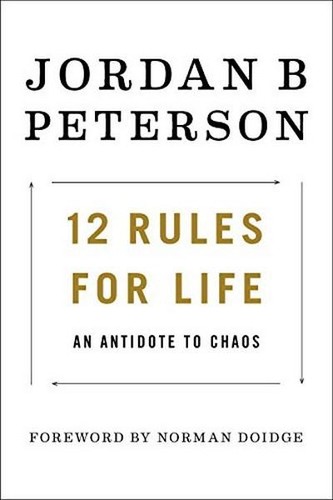 JORDAN B
PETERSON
12 RULES
FOR LIFE
AN ANTIDOTE TO CHAOS
FOREWORD BY NORMAN DOIDGE